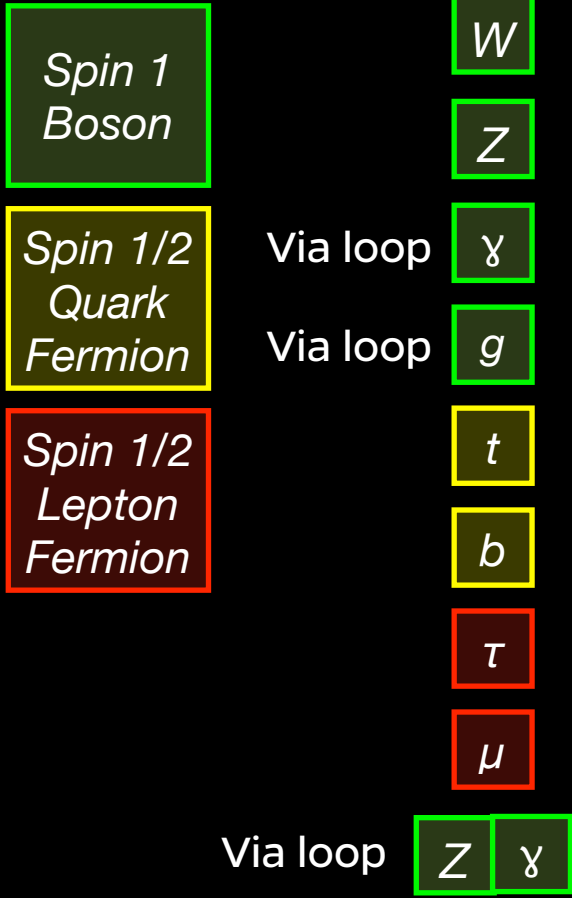 Spin 1
Boson
Spin 1/2
Quark
Fermion
Spin 1/2
Lepton
Fermion
W
Z
Via loop γ
Via loop g
t
b
τ
μ
Via loop Z γ